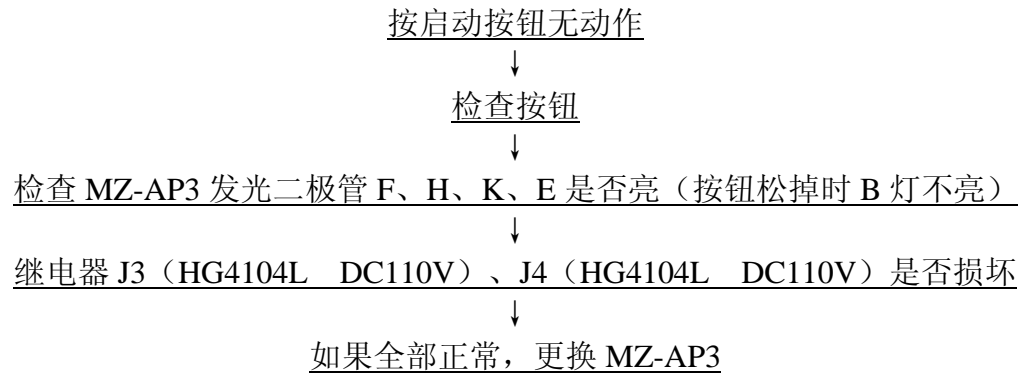 按启动按钮无动作
↓
检查按钮
↓
检查 MZ-AP3 发光二极管 F、H、K、E 是否亮（按钮松掉时 B 灯不亮）
↓
继电器 J3（HG4104L　DC110V）、J4（HG4104L　DC110V）是否损坏
↓
如果全部正常，更换 MZ-AP3